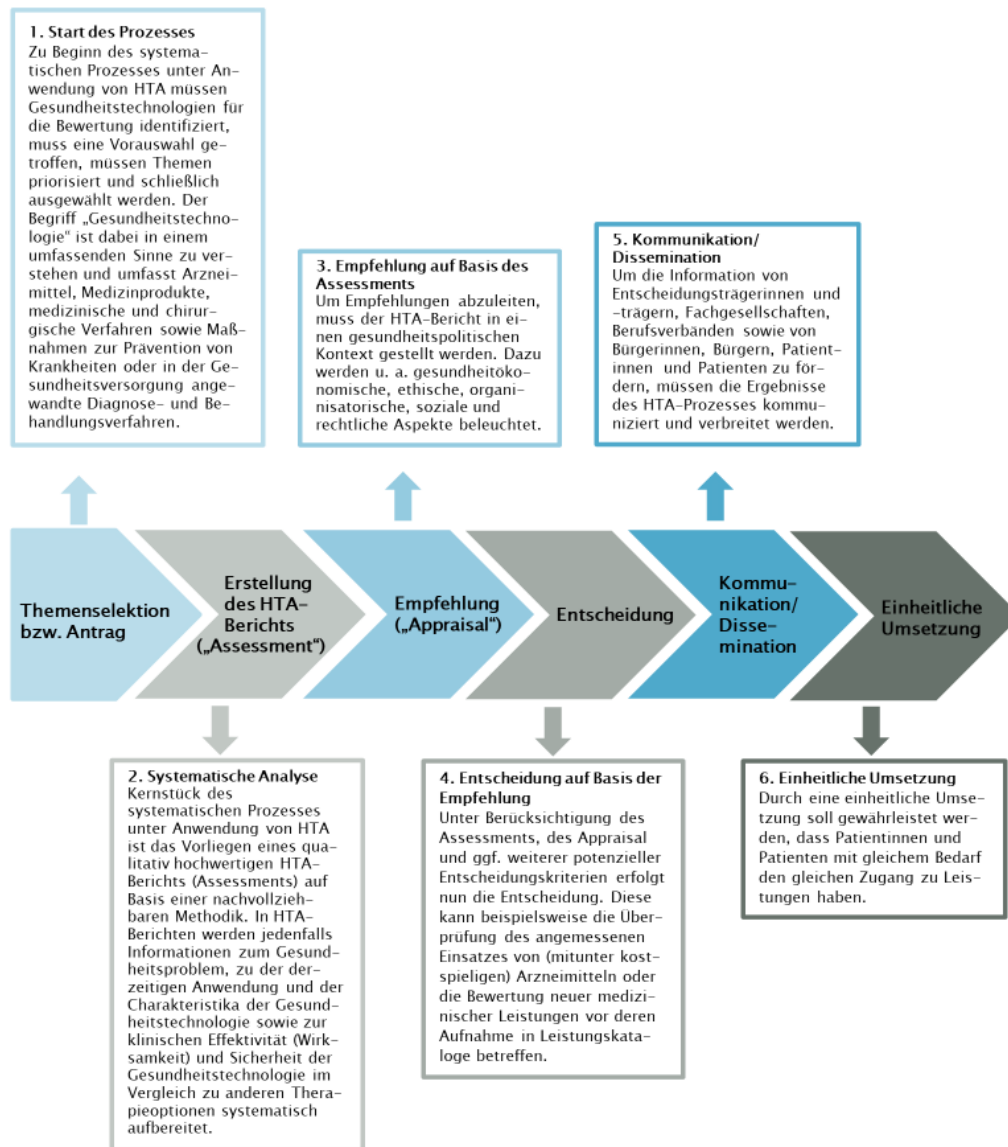 1. Start des Prozesses
Zu Beginn des systema-
tischen Prozesses unter An-
wendung von HTA müssen
Gesundheitstechnologien für
die Bewertung identifiziert,
muss eine Vorauswahl ge-
troffen, müssen Themen
priorisiert und schließlich
ausgewählt werden. Der
Begriff „Gesundheitstechno-
logie“ ist dabei in einem
umfassenden Sinne zu ver-
stehen und umfasst Arznei-
mittel, Medizinprodukte,
medizinische und chirur-
gische Verfahren sowie Maß-
nahmen zur Prävention von
Krankheiten oder in der Ge-
sundheitsversorgung ange-
wandte Diagnose- und Be-
handlungsverfahren.
3. Empfehlung auf Basis des
Assessments
Um Empfehlungen abzuleiten,
muss der HTA-Bericht in ei-
nen gesundheitspolitischen
Kontext gestellt werden. Dazu
werden u. a. gesundheitsöko-
nomische, ethische, organi-
nisatorische, soziale und
rechtliche Aspekte beleuchtet.
5. Kommunikation/
Dissemination
Um die Information von
Entscheidungsträgerinnen und
-trägern, Fachgesellschaften,
Berufsverbänden sowie von
Bürgerinnen, Bürgern, Patient-
innen und Patienten zu för-
dern, müssen die Ergebnisse
des HTA-Prozesses kommu-
niziert und verbreitet werden.
Themenselektion
bzw. Antrag
Erstellung
des HTA-
Berichts
(„Assessment“)
Empfehlung
(„Appraisal“)
Entscheidung
Kommu-
nikation/
Disse-
mination
Einheitliche
Umsetzung
2. Systematische Analyse
Kernstück des
systematischen Prozesses
unter Anwendung von HTA
ist das Vorliegen eines qua-
litativ hochwertigen HTA-
Berichts (Assessments) auf
Basis einer nachvollzieh-
baren Methodik. In HTA-
Berichten werden jedenfalls
Informationen zum Gesund-
heitsproblem, zu der der-
zeitigen Anwendung und der
Charakteristika der Gesund-
heitstechnologie sowie zur
klinischen Effektivität (Wirk-
samkeit) und Sicherheit der
Gesundheitstechnologie im
Vergleich zu anderen Thera-
pieoptionen systematisch
aufbereitet.
4. Entscheidung auf Basis der
Empfehlung
Unter Berücksichtigung des
Assessments, des Appraisal
und ggf. weiterer potenzieller
Entscheidungskriterien erfolgt
nun die Entscheidung. Diese
kann beispielsweise die Über-
prüfung des angemessenen
Einsatzes von (mitunter kost-
spieligen) Arzneimitteln oder
die Bewertung neuer medizi-
nischer Leistungen vor deren
Aufnahme in Leistungskata-
loge betreffen.
6. Einheitliche Umsetzung
Durch eine einheitliche Umse-
tzung soll gewährleistet wer-
den, dass Patientinnen und
Patienten mit gleichem Bedarf
den gleichen Zugang zu Leis-
tungen haben.